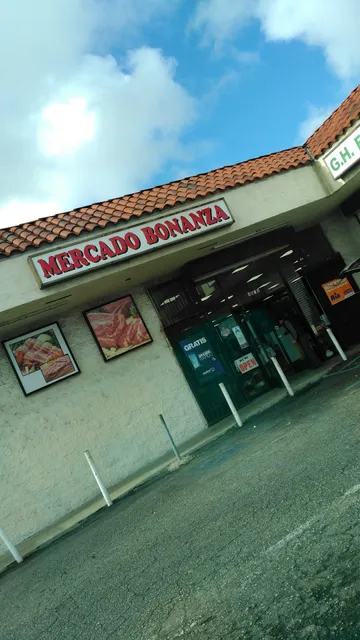 MERCADO BONANZA
G.H.
GRATIS
OPEN